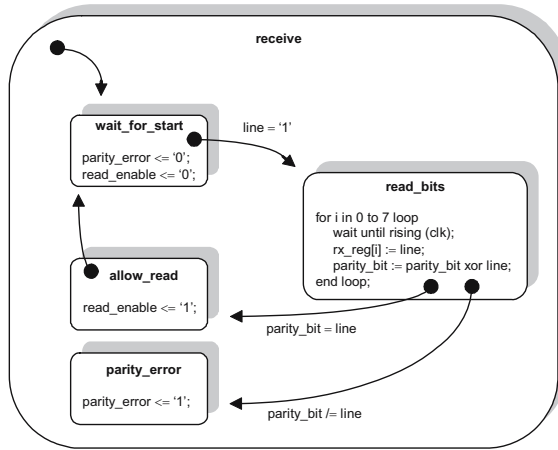 receive
wait_for_start
parity_error <= ‘0’;
read_enable <= ‘0’;
line = ‘1’
read_bits
for i in 0 to 7 loop
wait until rising (clk);
rx_reg[i] := line;
parity_bit := parity_bit xor line;
end loop;
allow_read
read_enable <= ‘1’;
parity_bit = line
parity_error
parity_error <= ‘1’;
parity_bit /= line